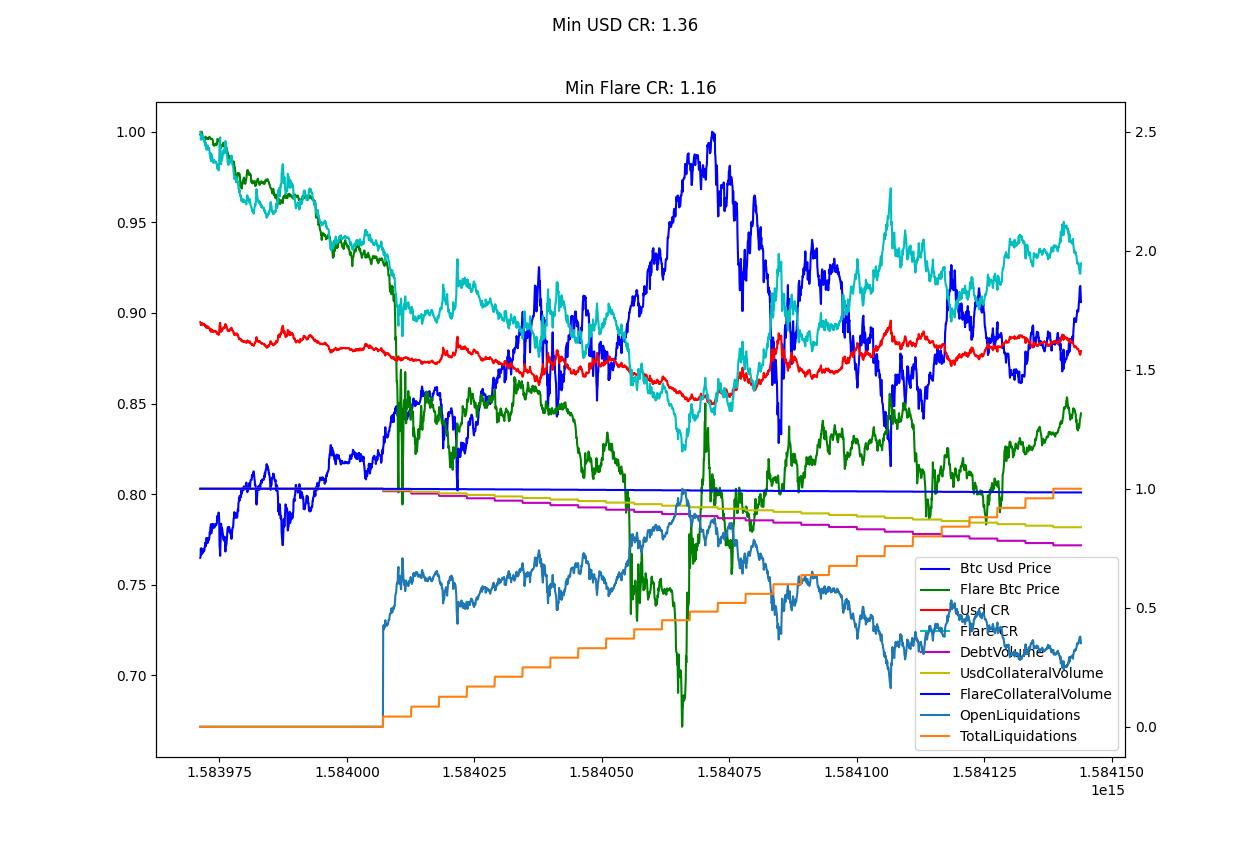 Min USD CR: 1.36
Min Flare CR: 1.16
1.00
0.95
0.90
0.85
0.80
0.75
0.70
2.5
2.0
1.5
1.0
0.5
0.0
Btc Usd Price
Flare Btc Price
Usd CR
Flare CR
DebtVolume
UsdCollateralVolume
FlareCollateralVolume
OpenLiquidations
TotalLiquidations
1.583975 1.584000 1.584025 1.584050 1.584075 1.584100 1.584125 1.584150
1e15